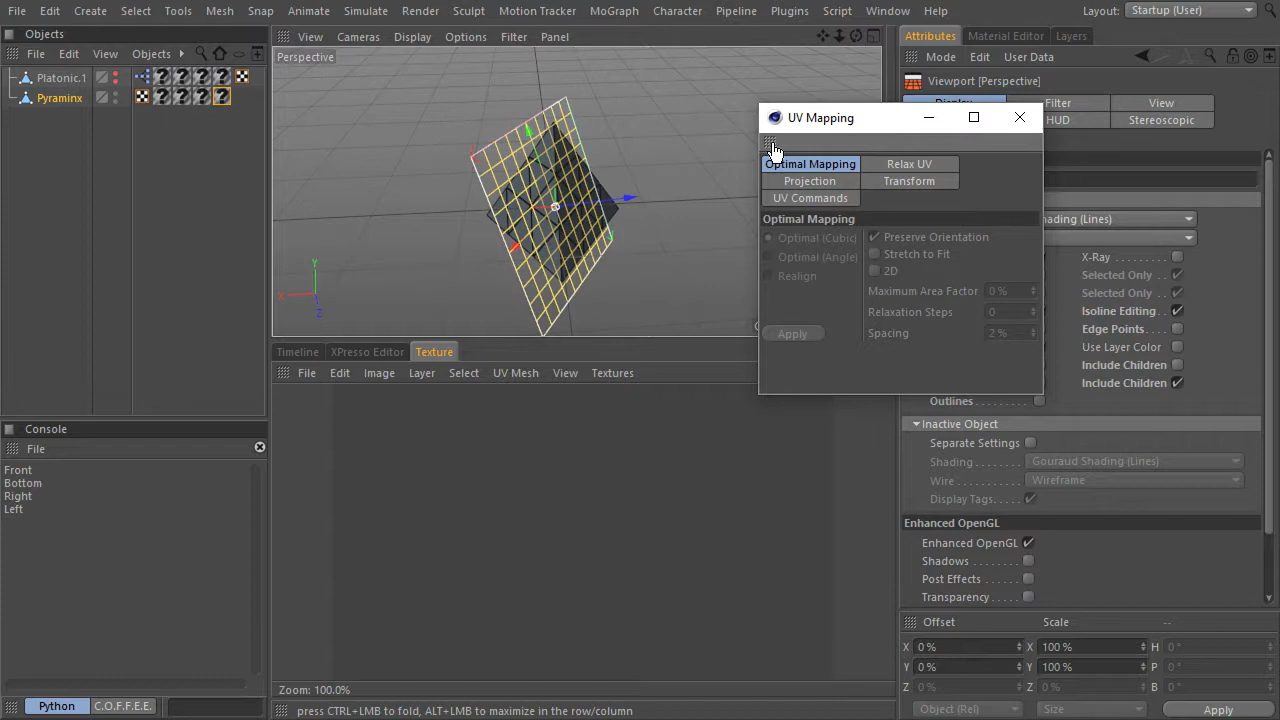 File Edit Create Select Tools Mesh Snap Animate Simulate Render Sculpt Motion Tracker MoGraph Character Pipeline Plugins Script Window Help Layout: Startup (User)
Objects
File Edit View Objects
Platonic.1
Pyraminx
View Cameras Display Options Filter Panel
Perspective
Y
X
Z
Attributes Material Editor Layers
Mode Edit User Data
Viewport [Perspective]
Display Filter View
HUD Stereoscopic
UV Mapping
Optimal Mapping Relax UV
Projection Transform
UV Commands
Optimal Mapping
Optimal (Cubic) Preserve Orientation
Optimal (Angle) Stretch to Fit
Realign 2D
Maximum Area Factor 0 %
Relaxation Steps 0
Apply Spacing 2 %
X-Ray
Selected Only
Selected Only
Isoline Editing
Edge Points
Use Layer Color
Include Children
Include Children
Outlines
Inactive Object
Separate Settings
Shading Gouraud Shading (Lines)
Wire Wireframe
Display Tags
Enhanced OpenGL
Enhanced OpenGL
Shadows
Post Effects
Transparency
Timeline XPresso Editor Texture
File Edit Image Layer Select UV Mesh View Textures
Zoom: 100.0%
Console
File
Front
Bottom
Right
Left
Python C.O.F.F.E.E.
press CTRL+LMB to fold, ALT+LMB to maximize in the row/column
Offset Scale --
X 0 % X 100 % H 0 °
Y 0 % Y 100 % P 0 °
Z 0 % Z 0 % B 0 °
Object (Rel) Size Apply